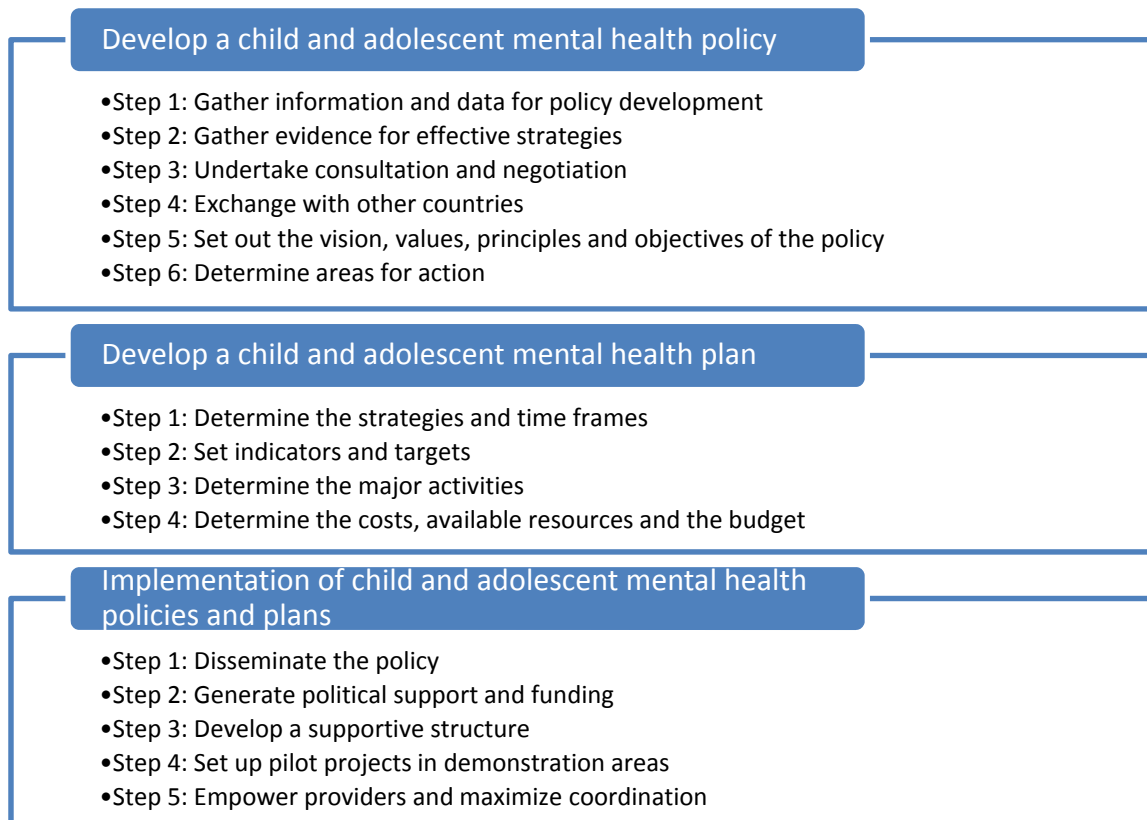 Develop a child and adolescent mental health policy
•Step 1: Gather information and data for policy development
•Step 2: Gather evidence for effective strategies
•Step 3: Undertake consultation and negotiation
•Step 4: Exchange with other countries
•Step 5: Set out the vision, values, principles and objectives of the policy
•Step 6: Determine areas for action
Develop a child and adolescent mental health plan
•Step 1: Determine the strategies and time frames
•Step 2: Set indicators and targets
•Step 3: Determine the major activities
•Step 4: Determine the costs, available resources and the budget
Implementation of child and adolescent mental health
policies and plans
•Step 1: Disseminate the policy
•Step 2: Generate political support and funding
•Step 3: Develop a supportive structure
•Step 4: Set up pilot projects in demonstration areas
•Step 5: Empower providers and maximize coordination